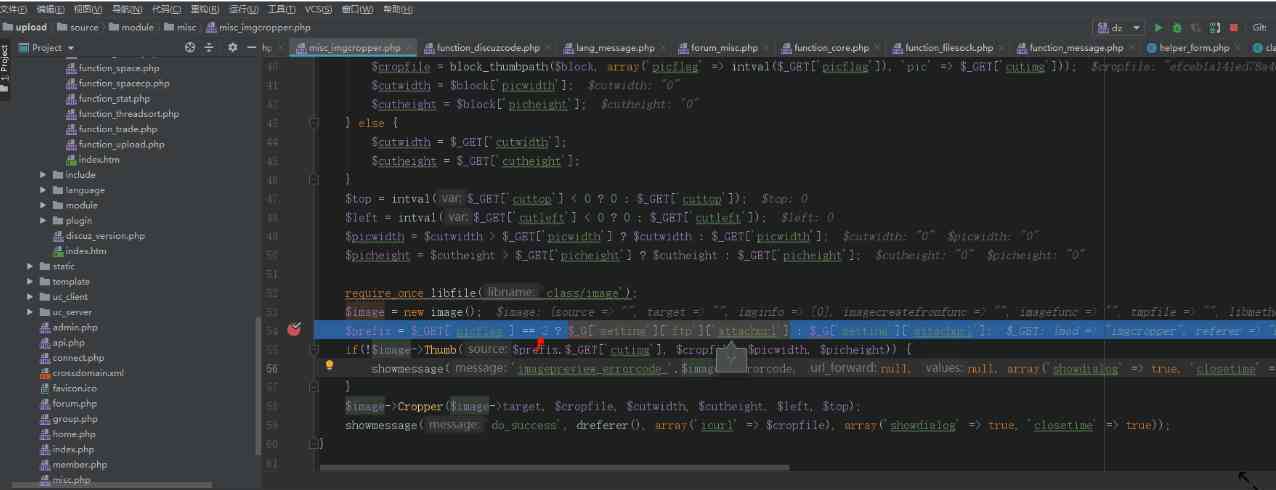 文件(F) 编辑(E) 视图(V) 导航(N) 代码(C) 重构(R) 运行(U) 工具(T) VCS(S) 窗口(W) 帮助(H)
upload source module misc misc_imgcropper.php dz Git:
1: Project
Project
hp misc_imgcropper.php function_discuzcode.php lang_message.php forum_misc.php function_core.php function_filesock.php function_message.php helper_form.php cla
function_space.php
function_spacecp.php
function_stat.php
function_threadsort.php
function_trade.php
function_upload.php
index.htm
include
language
module
plugin
discuz_version.php
index.htm
static
template
uc_client
uc_server
admin.php
api.php
connect.php
crossdomain.xml
favicon.ico
forum.php
group.php
home.php
index.php
member.php
misc.php
40 $cropfile = block_thumbpath($block, array('picflag' => intval($_GET['picflag']), 'pic' => $_GET['cutimg'])); $cropfile:
41 $cutwidth = $block['picwidth']; $cutwidth: "0"
42 $cutheight = $block['picheight']; $cutheight: "0"
43 } else {
44 $cutwidth = $_GET['cutwidth'];
45 $cutheight = $_GET['cutheight'];
46 }
47 $top = intval( var: $_GET['cuttop'] < 0 ? 0 : $_GET['cuttop']); $top: 0
48 $left = intval( var: $_GET['cutleft'] < 0 ? 0 : $_GET['cutleft']); $left: 0
49 $picwidth = $cutwidth > $_GET['picwidth'] ? $cutwidth : $_GET['picwidth']; $cutwidth: "0" $picwidth: "0"
50 $picheight = $cutheight > $_GET['picheight'] ? $cutheight : $_GET['picheight']; $cutheight: "0" $picheight: "0"
51
52 require_once libfile( libname: 'class/image');
53 $image = new image(); $image: {source => "", target => "", imginfo => [0], imagecreatefromfunc => "", imagefunc => "", tmpfile => "", libmetho
54 $prefix = $_GET['picflag'] == 2 ? $_G['setting']['ftp']['attachurl'] : $_G['setting']['attachurl']; $_GET: {mod => "imgcropper", referer => "
55 if(!$image->Thumb( source: $prefix.$_GET['cutimg'], $cropfile, $picwidth, $picheight)) {
56 showmessage( message: 'imagepreview_errorcode_'.$image->errorcode, url_forward: null, values: null, array('showdialog' => true, 'closetime' =
57 }
58 $image->Cropper($image->target, $cropfile, $cutwidth, $cutheight, $left, $top);
59 showmessage( message: 'do_success', dreferer(), array('icurl' => $cropfile), array('showdialog' => true, 'closetime' => true));
60 }
61